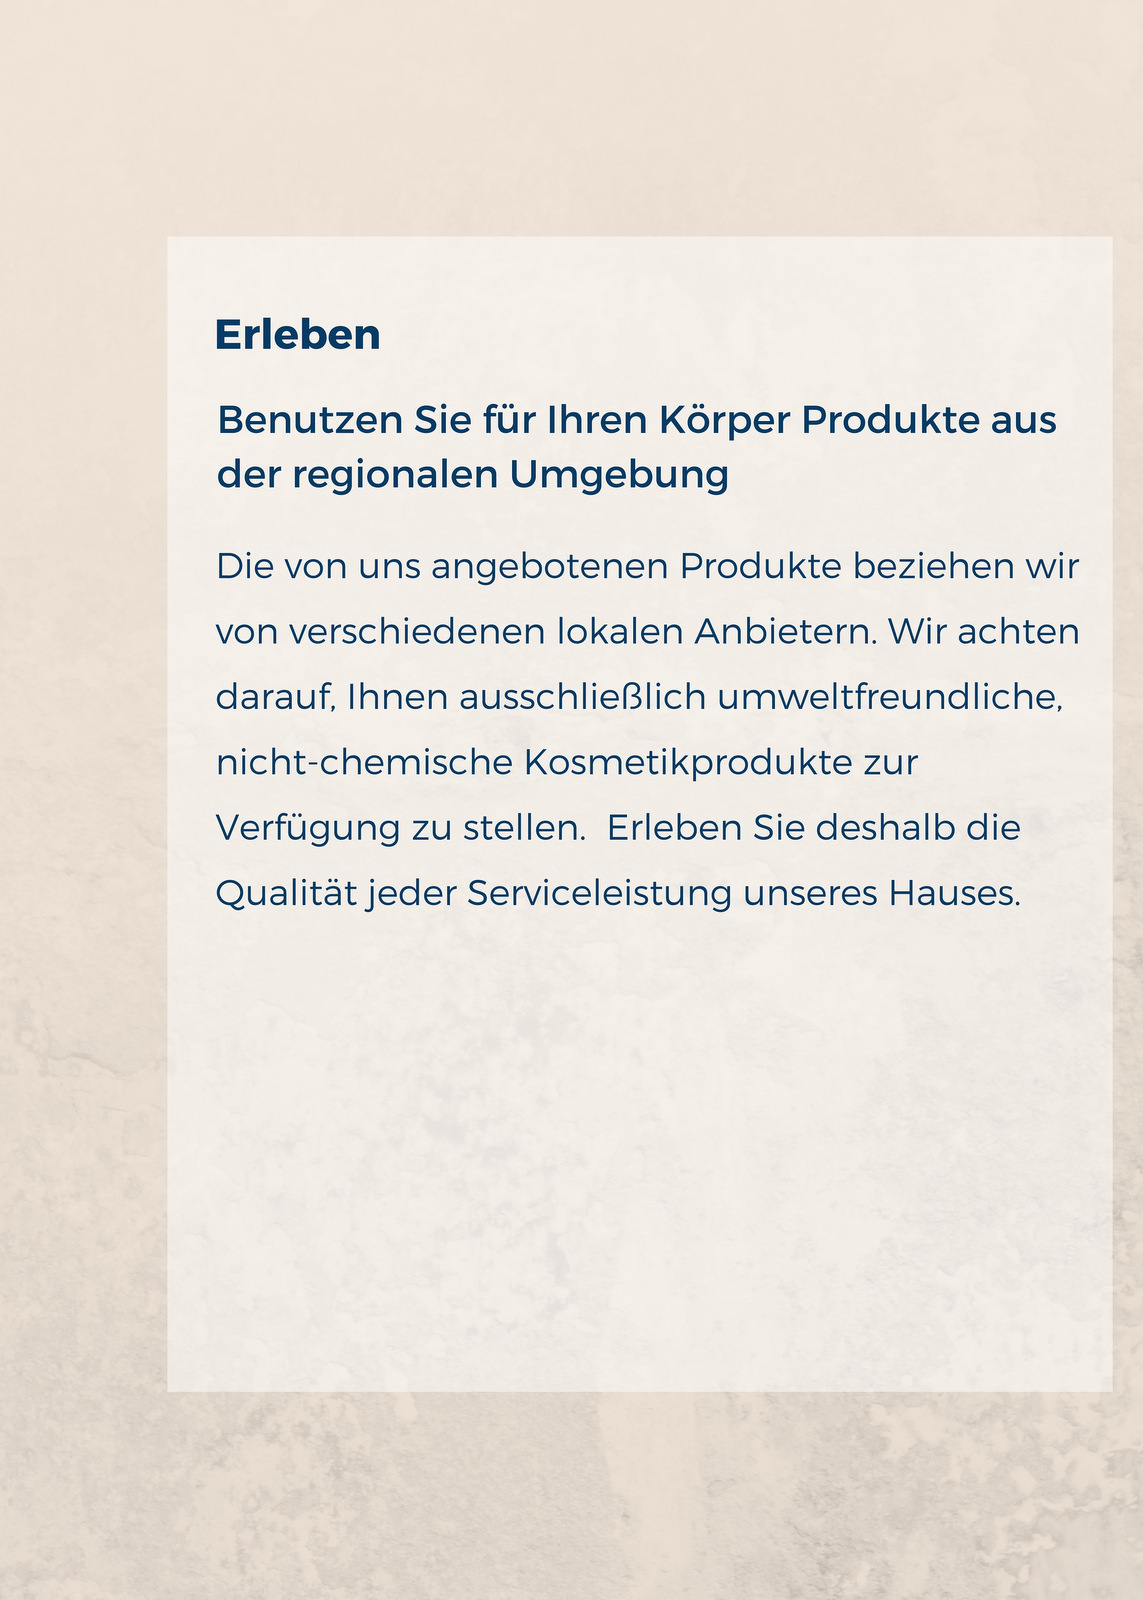 Erleben
Benutzen Sie für Ihren Körper Produkte aus
der regionalen Umgebung
Die von uns angebotenen Produkte beziehen wir
von verschiedenen lokalen Anbietern. Wir achten
darauf, Ihnen ausschließlich umweltfreundliche,
nicht-chemische Kosmetikprodukte zur
Verfügung zu stellen.  Erleben Sie deshalb die
Qualität jeder Serviceleistung unseres Hauses.